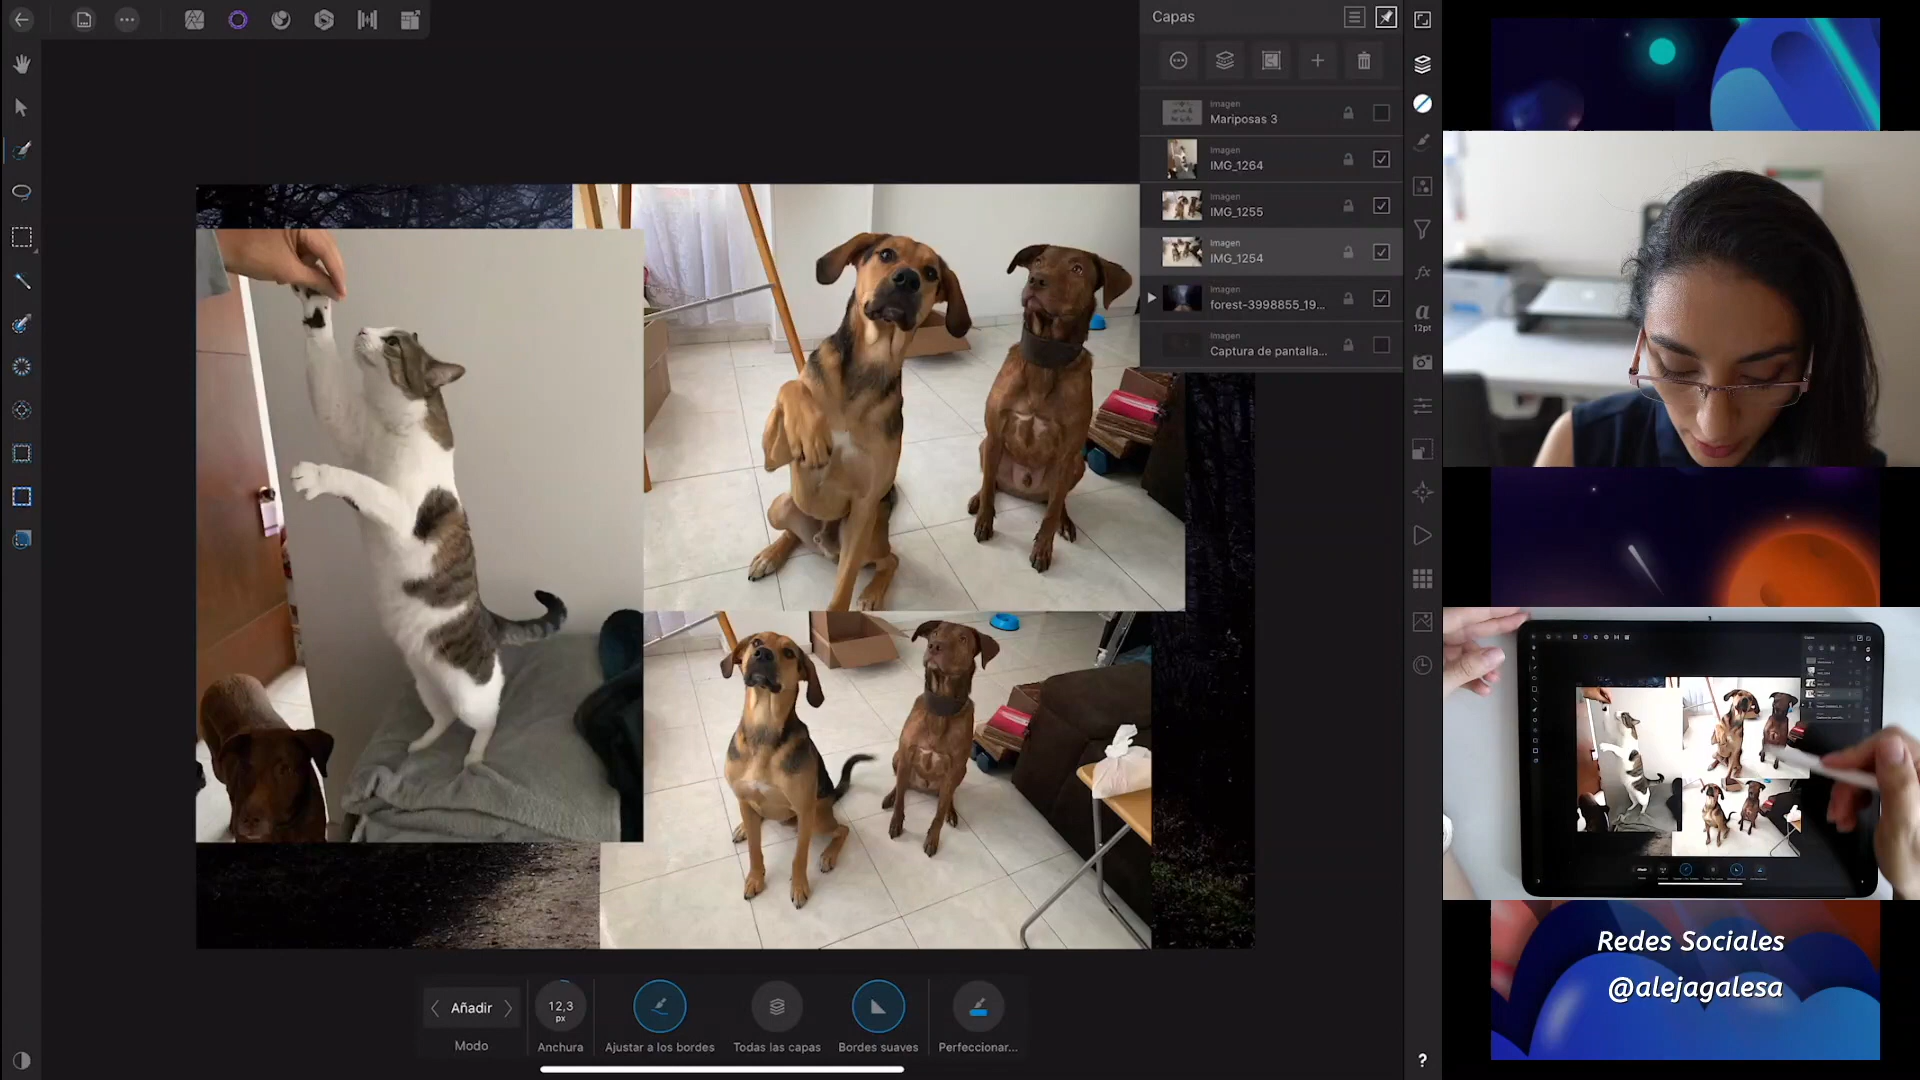 Capas
Imagen
Mariposas 3
Imagen
IMG_1264
Imagen
IMG_1255
Imagen
IMG_1254
Imagen
forest-3998855_19...
Imagen
Captura de pantalla...
a
12pt
fx
?
Añadir
Modo
12,3
px
Anchura
Ajustar a los bordes
Todas las capas
Bordes suaves
Perfeccionar...
Redes Sociales
@alejagalesa